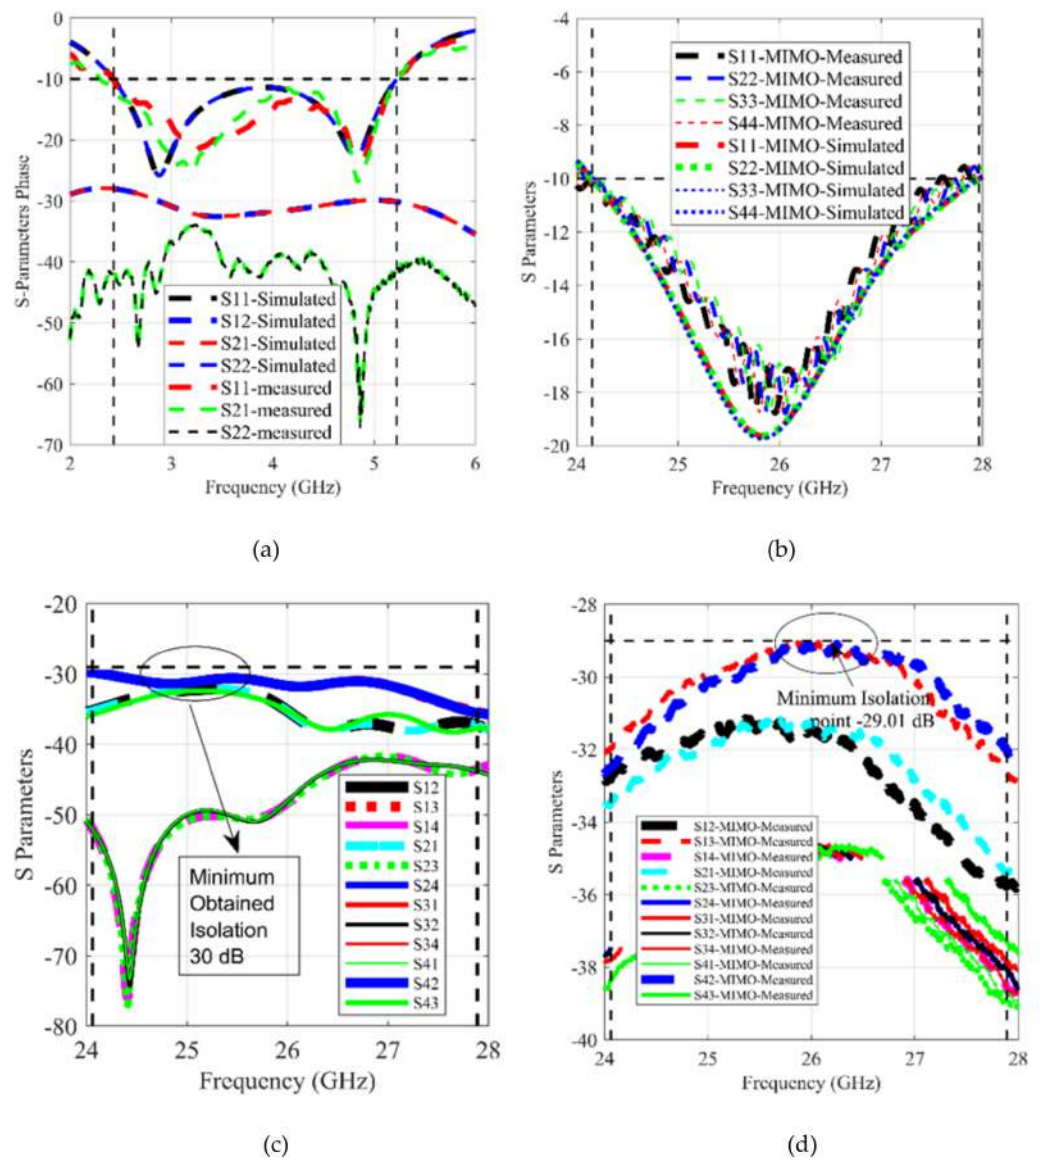 0
-10
-20
-30
-40
-50
-60
-70
2
3
4
5
6
S-Parameters Phase
Frequency (GHz)
S11-Simulated
S12-Simulated
S21-Simulated
S22-Simulated
S11-measured
S21-measured
S22-measured
(a)
-4
-6
-8
-10
-12
-14
-16
-18
-20
24
25
26
27
28
S Parameters
Frequency (GHz)
S11-MIMO-Measured
S22-MIMO-Measured
S33-MIMO-Measured
S44-MIMO-Measured
S11-MIMO-Simulated
S22-MIMO-Simulated
S33-MIMO-Simulated
S44-MIMO-Simulated
(b)
-20
-30
-40
-50
-60
-70
-80
24
25
26
27
28
S Parameters
Frequency (GHz)
Minimum
Obtained
Isolation
30 dB
S12
S13
S14
S21
S23
S24
S31
S32
S34
S41
S42
S43
(c)
-28
-30
-32
-34
-36
-38
-40
24
25
26
27
28
S Parameters
Frequency (GHz)
Minimum Isolation
point -29.01 dB
S12-MIMO-Measured
S13-MIMO-Measured
S14-MIMO-Measured
S21-MIMO-Measured
S23-MIMO-Measured
S24-MIMO-Measured
S31-MIMO-Measured
S32-MIMO-Measured
S34-MIMO-Measured
S41-MIMO-Measured
S42-MIMO-Measured
S43-MIMO-Measured
(d)